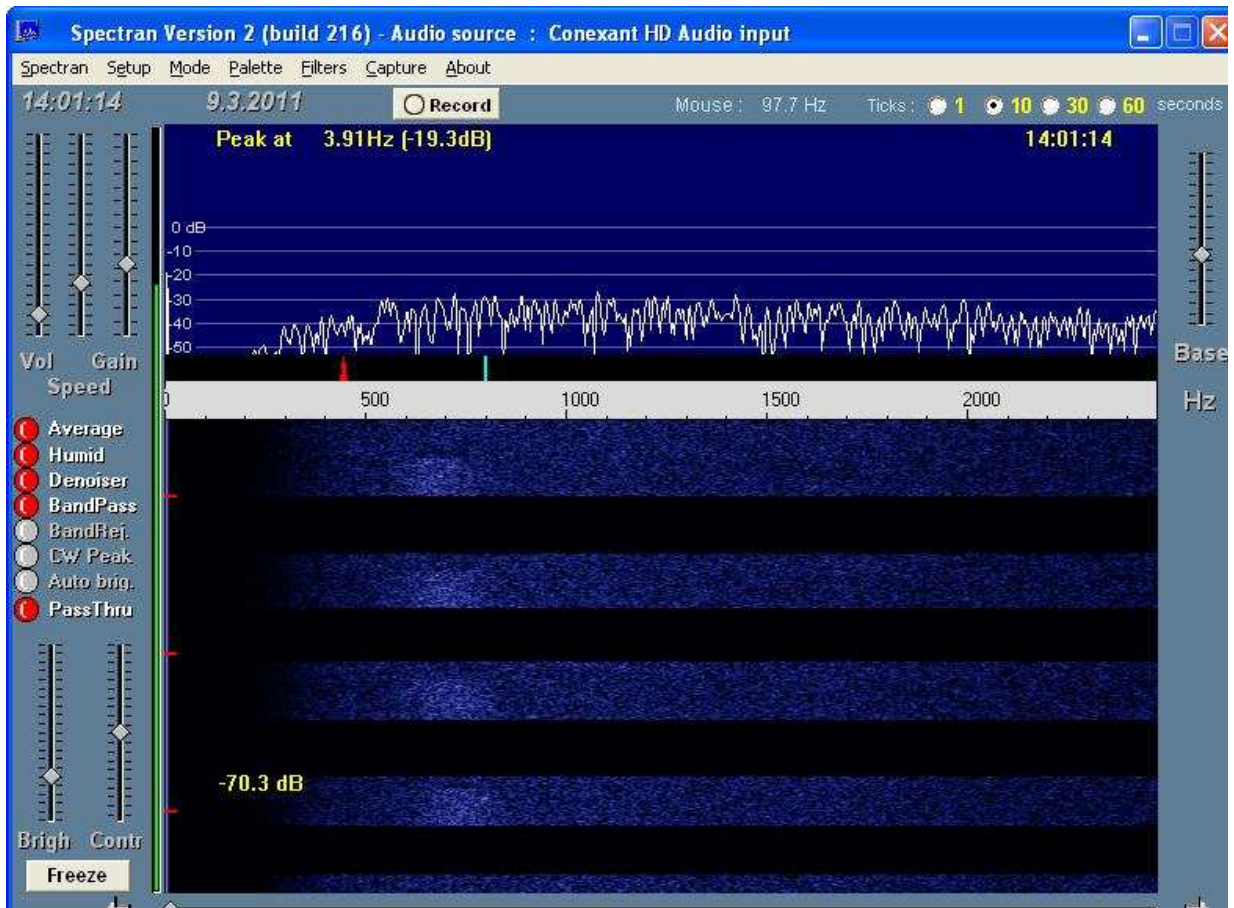 Spectran Version 2 (build 216) - Audio source : Conexant HD Audio input
Spectran Setup Mode Palette Filters Capture About
14:01:14 9.3.2011 Record Mouse: 97.7 Hz Ticks: 1 10 30 60 seconds
Peak at 3.91Hz (-19.3dB) 14:01:14
0 dB
-10
-20
-30
-40
-50
Vol Gain
Speed
Base
0 500 1000 1500 2000
Hz
Average
Humid
Denoiser
BandPass
BandRej.
CW Peak
Auto brig.
PassThru
-70.3 dB
Brigh Contr
Freeze